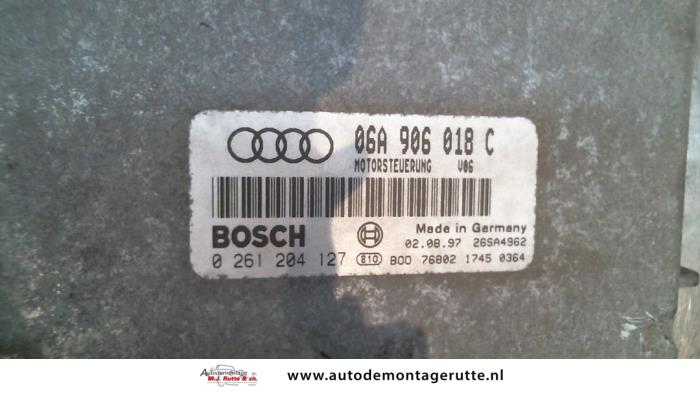 06A 906 018 C
MOTORSTEUERUNG V06
BOSCH
Made in Germany
02.08.97 26SA4962
0 261 204 127 810 B00 76802 1745 0364
Autodemontage
M.J. Rutte & zn.
www.autodemontagerutte.nl